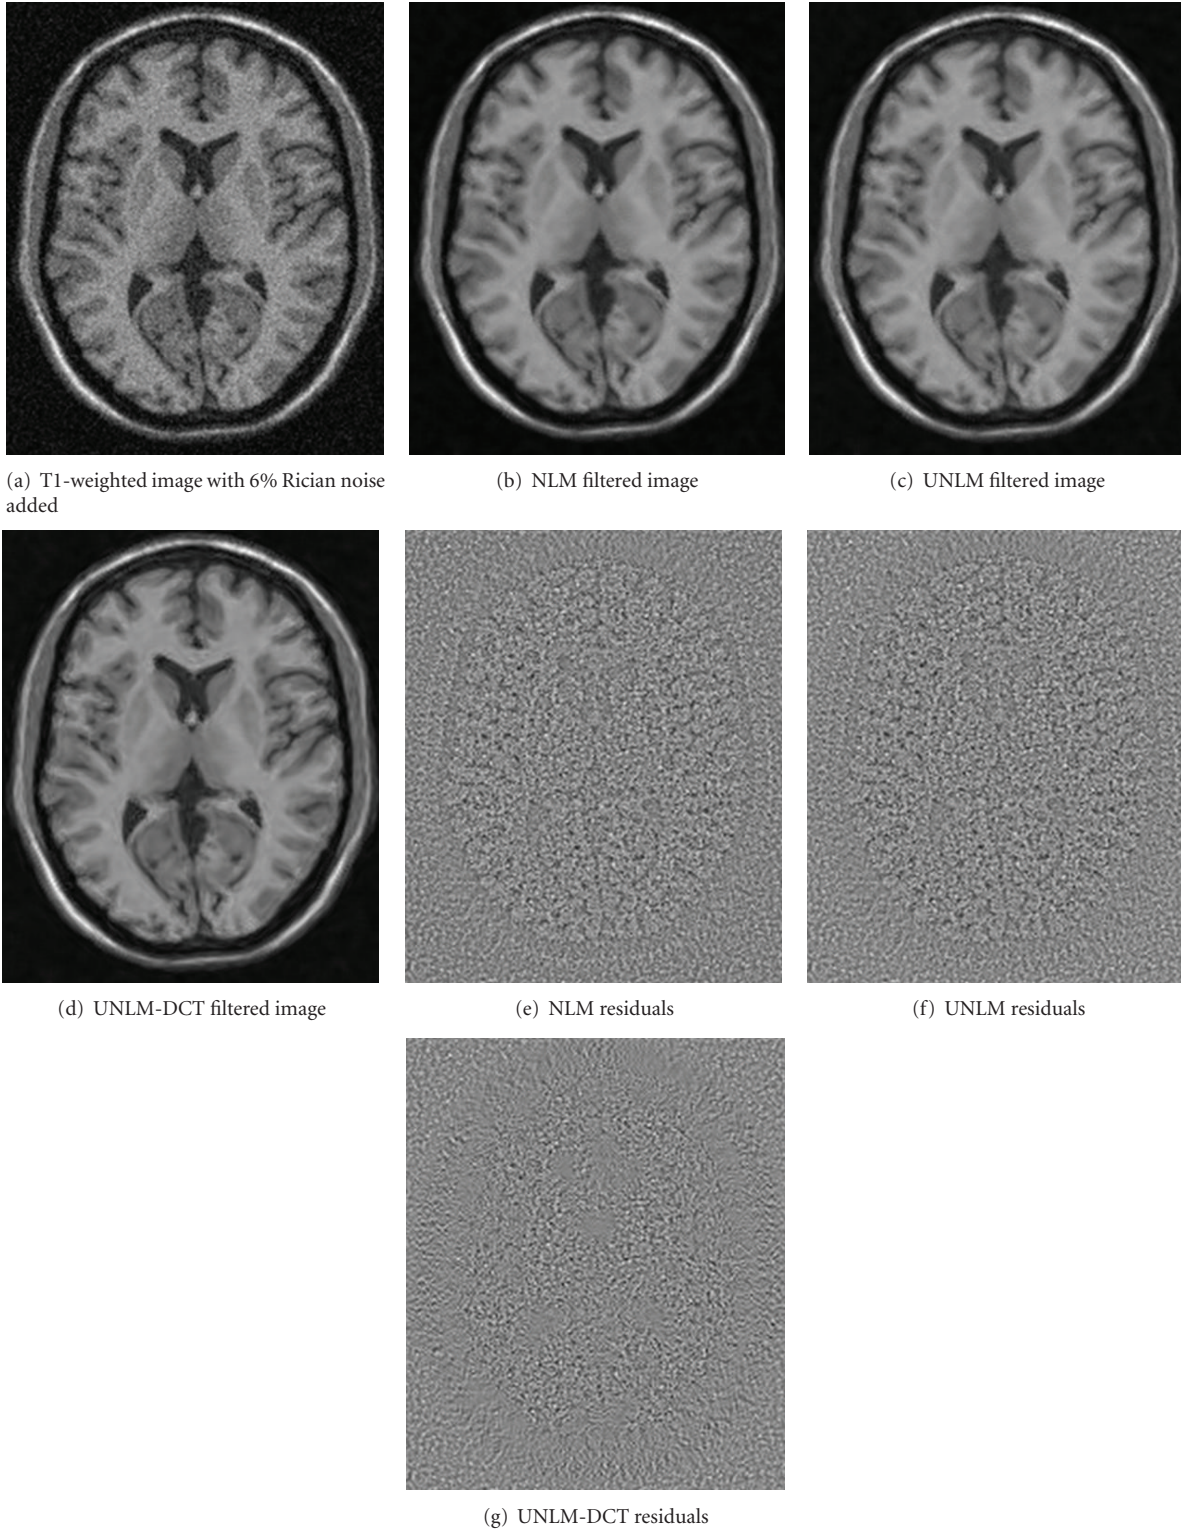 (a) T1-weighted image with 6% Rician noise
added
(b) NLM filtered image
(c) UNLM filtered image
(d) UNLM-DCT filtered image
(e) NLM residuals
(f) UNLM residuals
(g) UNLM-DCT residuals